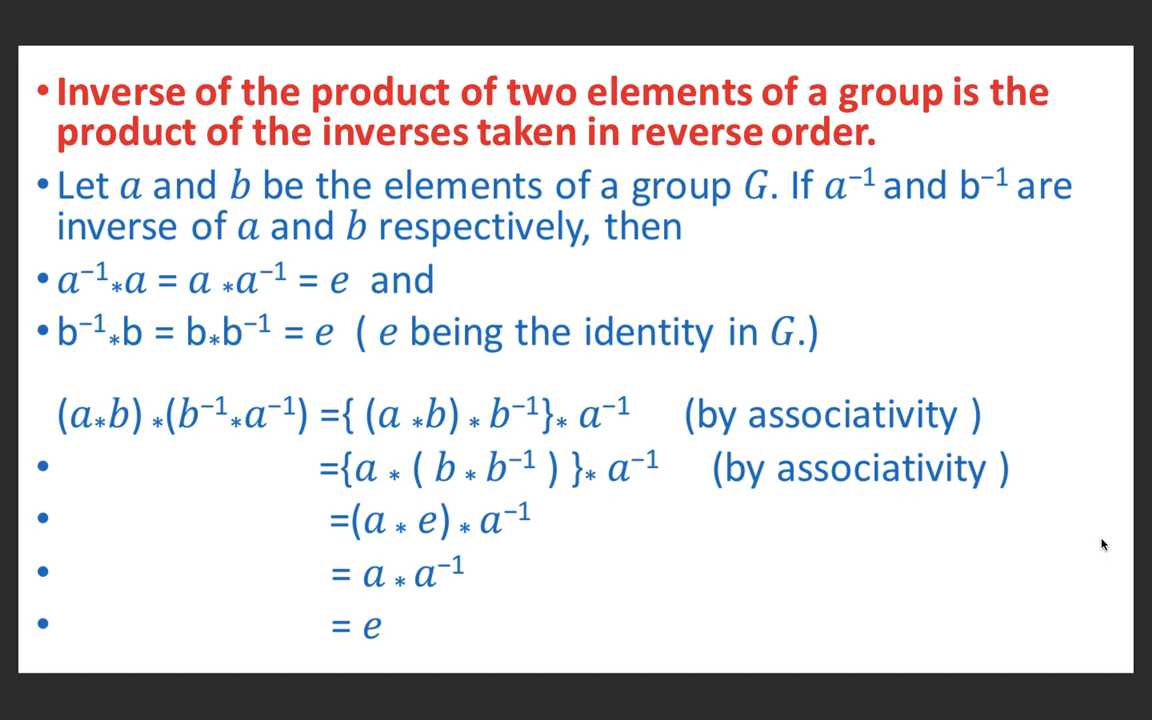 • Inverse of the product of two elements of a group is the
product of the inverses taken in reverse order.
• Let a and b be the elements of a group G. If a⁻¹ and b⁻¹ are
inverse of a and b respectively, then
• a⁻¹*a = a *a⁻¹ = e and
• b⁻¹*b = b*b⁻¹ = e ( e being the identity in G.)
(a*b) *(b⁻¹*a⁻¹) ={ (a *b) * b⁻¹}* a⁻¹ (by associativity )
• ={a * ( b * b⁻¹ ) }* a⁻¹ (by associativity )
• =(a * e) * a⁻¹
• = a * a⁻¹
• = e